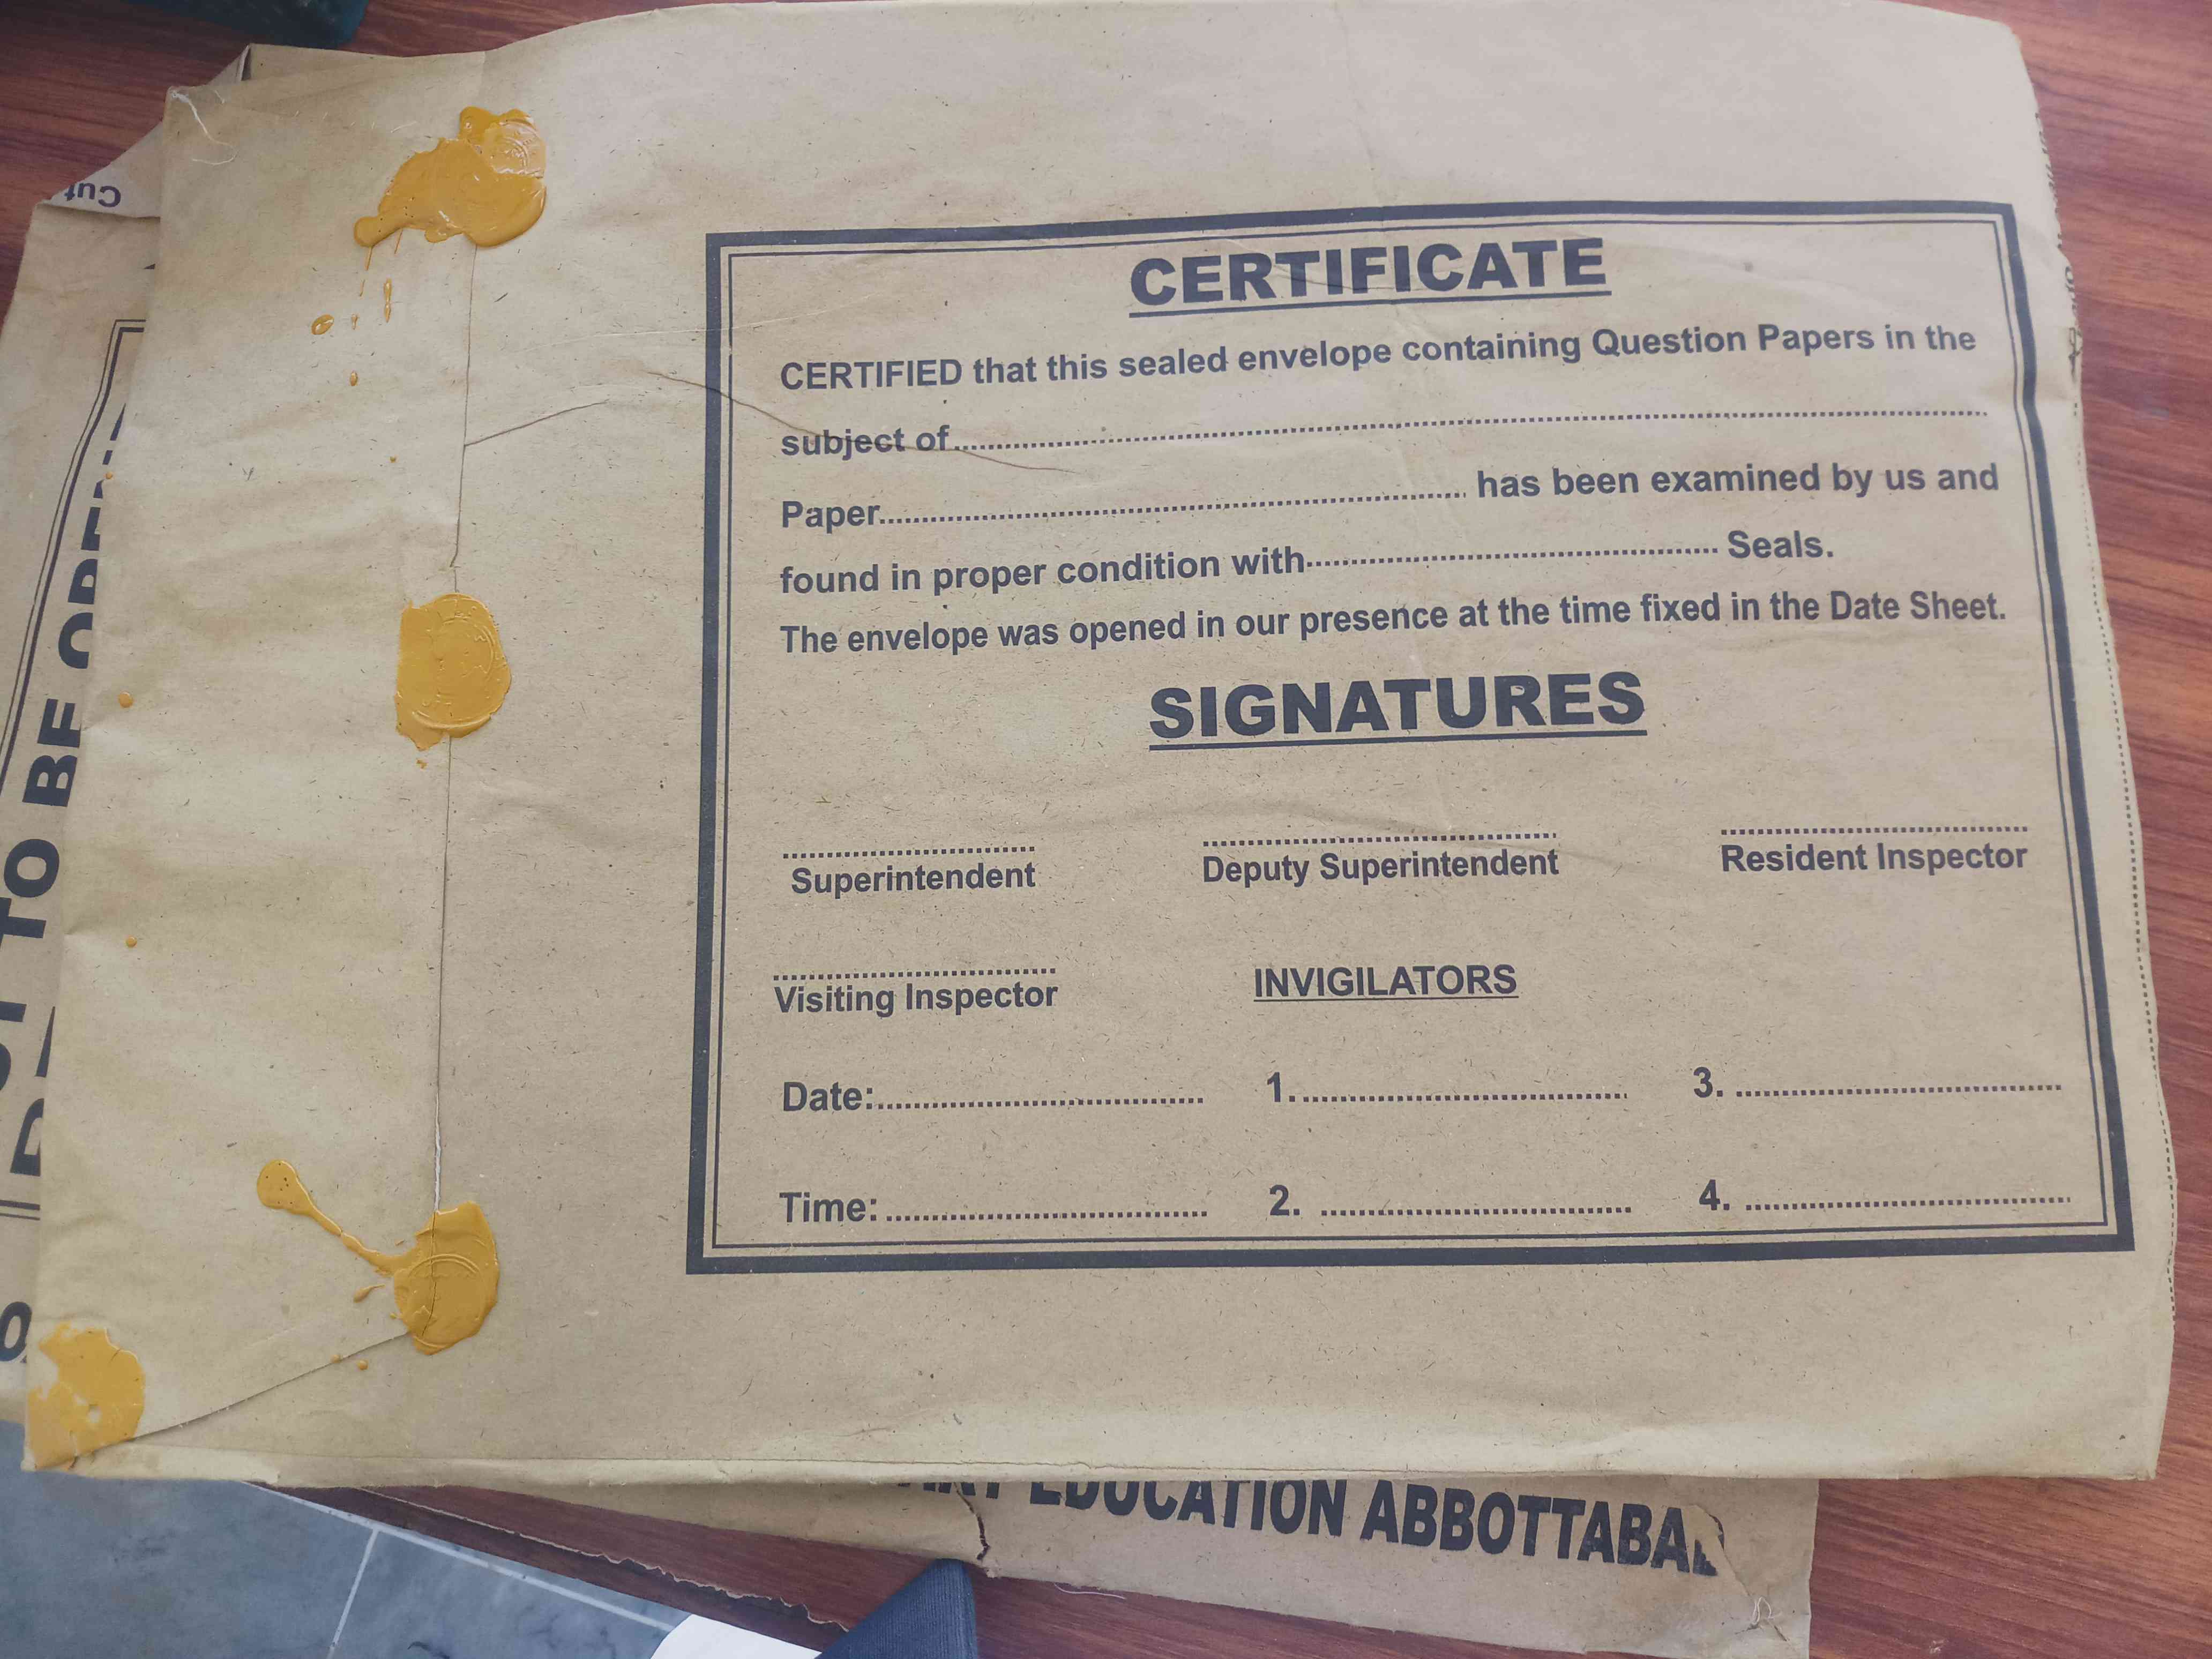 CERTIFICATE
CERTIFIED that this sealed envelope containing Question Papers in the
subject of
Paper has been examined by us and
found in proper condition with Seals.
The envelope was opened in our presence at the time fixed in the Date Sheet.
SIGNATURES
Superintendent Deputy Superintendent Resident Inspector
Visiting Inspector INVIGILATORS
Date: 1. 3.
Time: 2. 4.
EDUCATION ABBOTTABA
TO BE
Cut